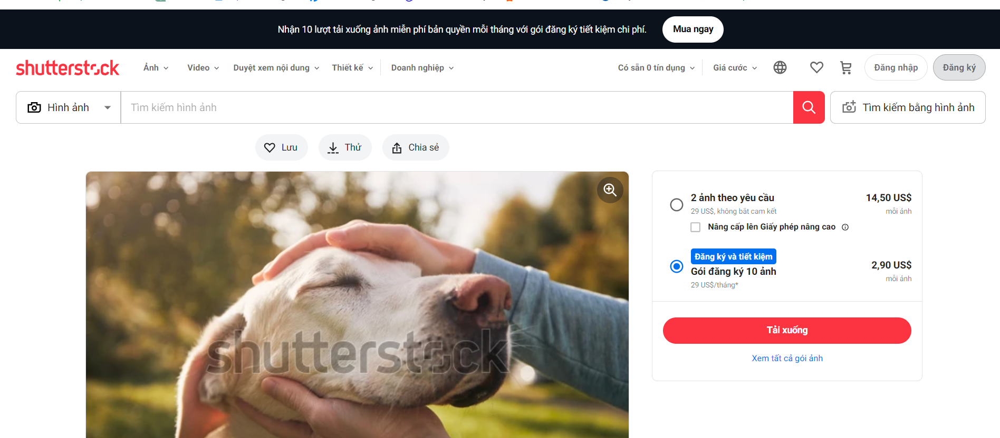 Nhận 10 lượt tải xuống ảnh miễn phí bản quyền mỗi tháng với gói đăng ký tiết kiệm chi phí. Mua ngay
shutterstock Ảnh Video Duyệt xem nội dung Thiết kế Doanh nghiệp Có sẵn 0 tín dụng Giá cước Đăng nhập Đăng ký
Hình ảnh Tìm kiếm hình ảnh Tìm kiếm bằng hình ảnh
Lưu Thử Chia sẻ
shutterstock
2 ảnh theo yêu cầu 14,50 US$
29 US$, không bắt cam kết mỗi ảnh
Nâng cấp lên Giấy phép nâng cao
Đăng ký và tiết kiệm
Gói đăng ký 10 ảnh 2,90 US$
29 US$/tháng* mỗi ảnh
Tải xuống
Xem tất cả gói ảnh